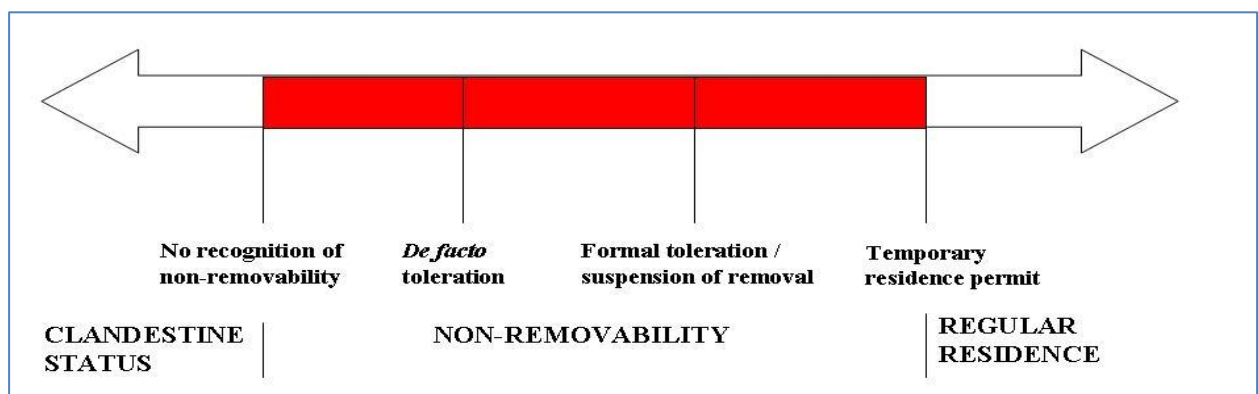 No recognition of
non-removability
De facto
toleration
Formal toleration /
suspension of removal
Temporary
residence permit
CLANDESTINE
STATUS
NON-REMOVABILITY
REGULAR
RESIDENCE